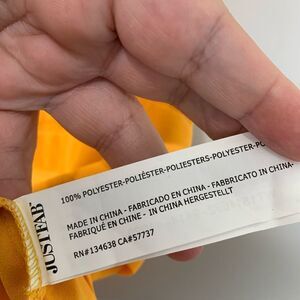 JUSTFAB
100% POLYESTER-POLIÉSTER-POLIESTERS-POLYESTER-PO
MADE IN CHINA - FABRICADO EN CHINA - FABRICATO IN CHINA-
FABRIQUÉ EN CHINE - IN CHINA HERGESTELLT
RN#134638 CA#57737